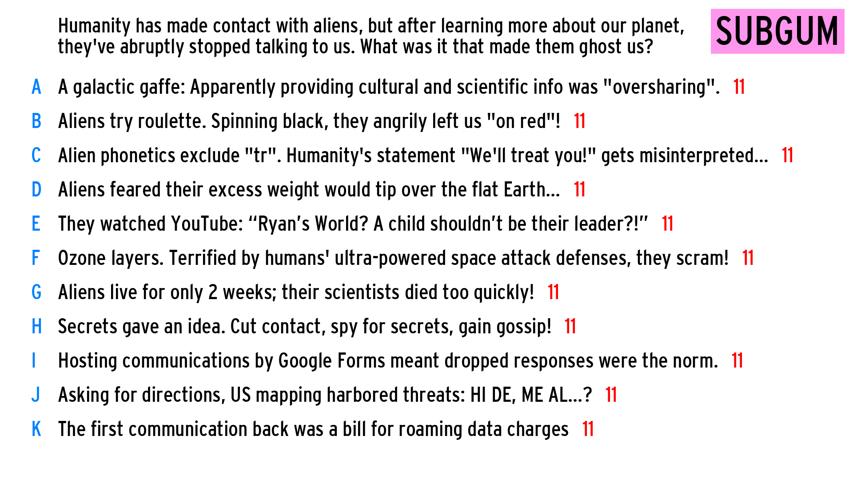 Humanity has made contact with aliens, but after learning more about our planet,
they've abruptly stopped talking to us. What was it that made them ghost us?
SUBGUM
A A galactic gaffe: Apparently providing cultural and scientific info was "oversharing". 11
B Aliens try roulette. Spinning black, they angrily left us "on red"! 11
C Alien phonetics exclude "tr". Humanity's statement "We'll treat you!" gets misinterpreted... 11
D Aliens feared their excess weight would tip over the flat Earth... 11
E They watched YouTube: “Ryan’s World? A child shouldn’t be their leader?!” 11
F Ozone layers. Terrified by humans' ultra-powered space attack defenses, they scram! 11
G Aliens live for only 2 weeks; their scientists died too quickly! 11
H Secrets gave an idea. Cut contact, spy for secrets, gain gossip! 11
I Hosting communications by Google Forms meant dropped responses were the norm. 11
J Asking for directions, US mapping harbored threats: HI DE, ME AL...? 11
K The first communication back was a bill for roaming data charges 11